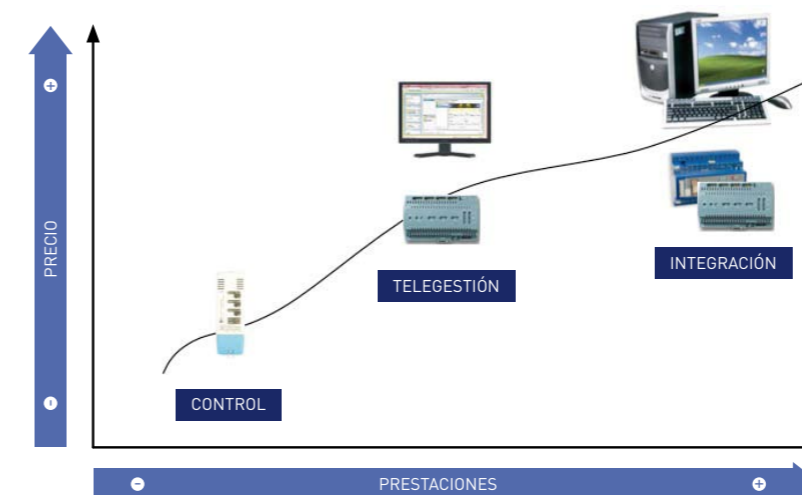 PRECIO
TELEGESTIÓN
INTEGRACIÓN
CONTROL
PRESTACIONES